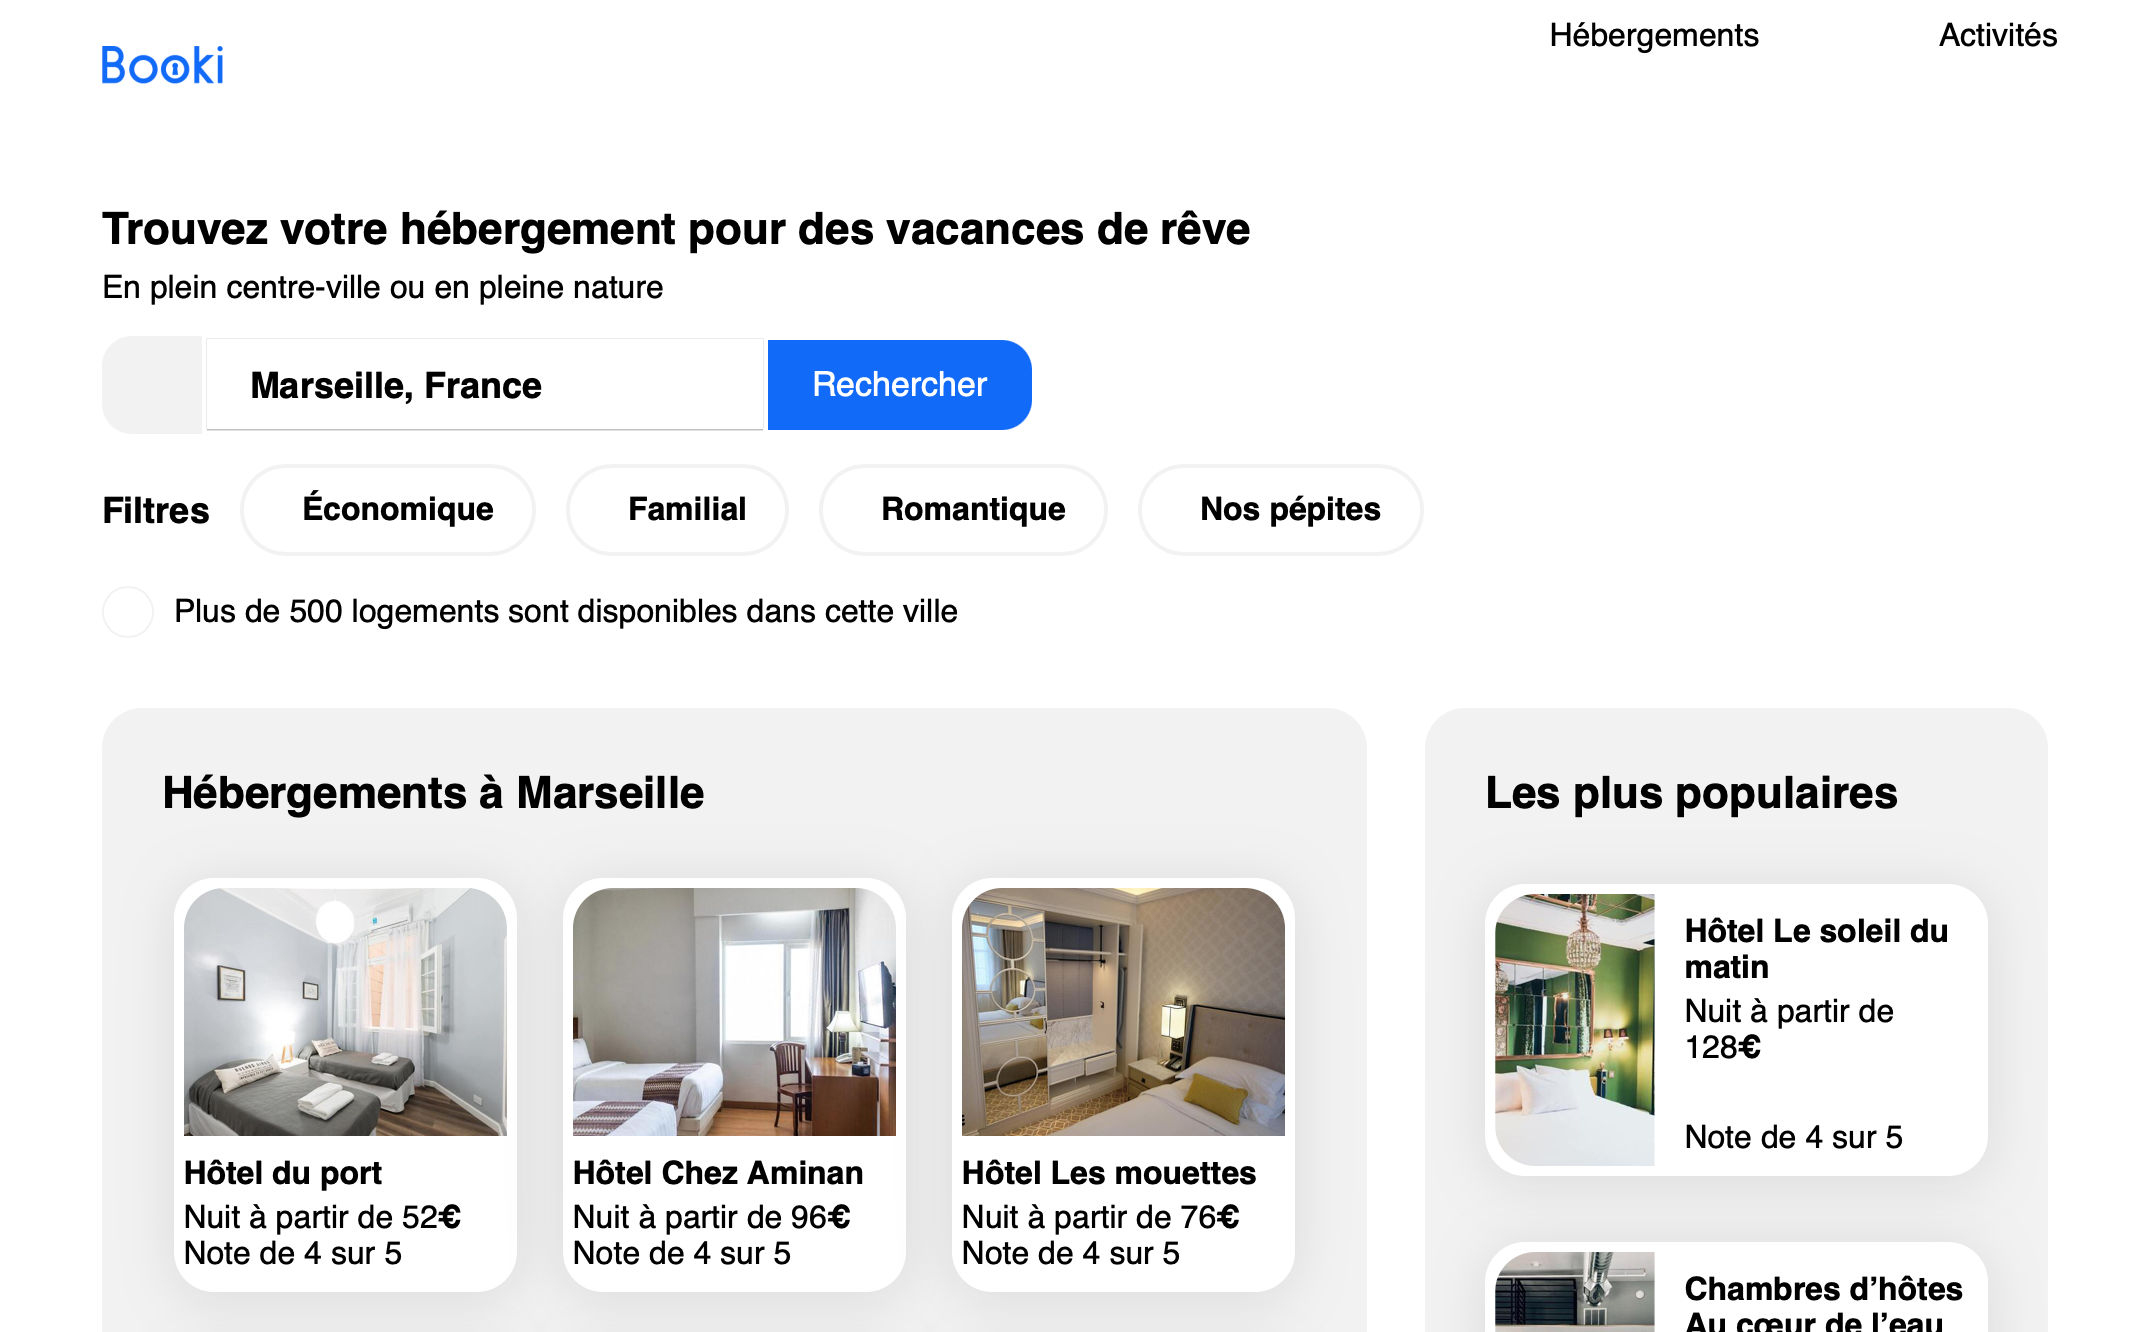 Booki
Hébergements
Activités
Trouvez votre hébergement pour des vacances de rêve
En plein centre-ville ou en pleine nature
Marseille, France
Rechercher
Filtres
Économique
Familial
Romantique
Nos pépites
Plus de 500 logements sont disponibles dans cette ville
Hébergements à Marseille
Hôtel du port
Nuit à partir de 52€
Note de 4 sur 5
Hôtel Chez Aminan
Nuit à partir de 96€
Note de 4 sur 5
Hôtel Les mouettes
Nuit à partir de 76€
Note de 4 sur 5
Les plus populaires
Hôtel Le soleil du
matin
Nuit à partir de
128€
Note de 4 sur 5
Chambres d’hôtes
Au cœur de l’eau